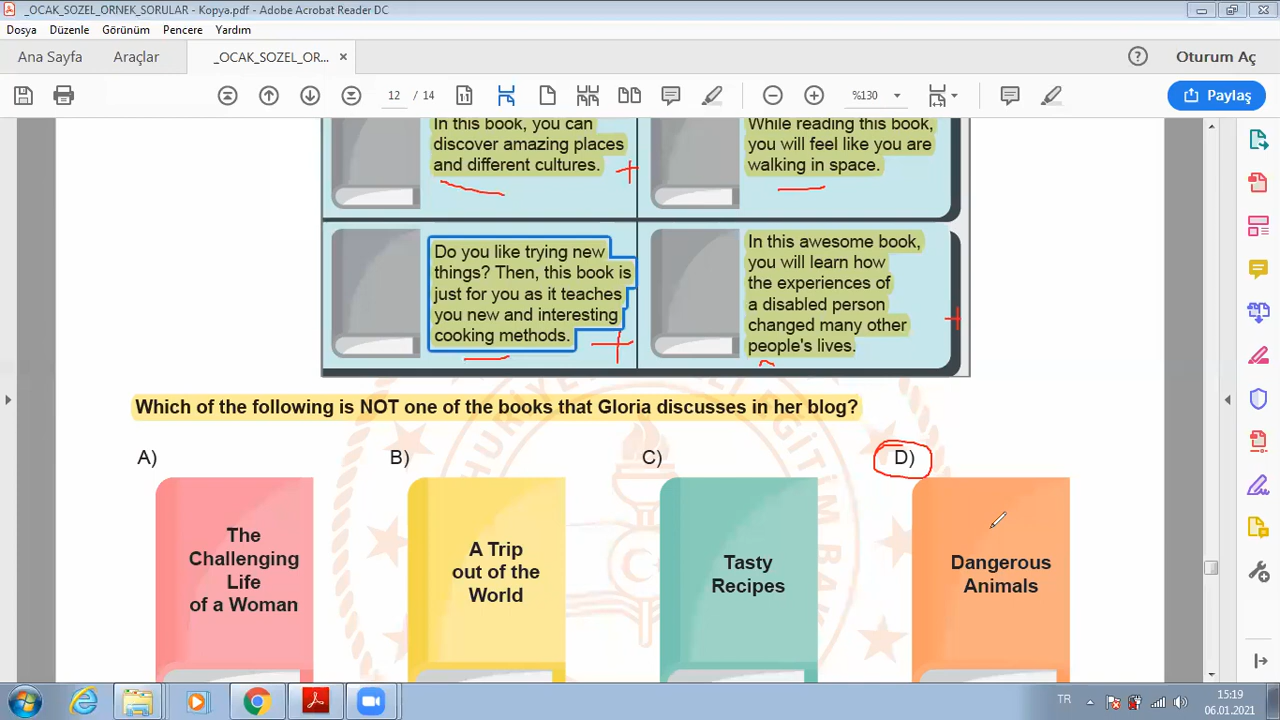 _OCAK_SOZEL_ORNEK_SORULAR - Kopya.pdf - Adobe Acrobat Reader DC
Dosya Düzenle Görünüm Pencere Yardım
Ana Sayfa Araçlar _OCAK_SOZEL_OR... × Oturum Aç
12 / 14 %130 Paylaş
In this book, you can
discover amazing places
and different cultures.
While reading this book,
you will feel like you are
walking in space.
Do you like trying new
things? Then, this book is
just for you as it teaches
you new and interesting
cooking methods.
In this awesome book,
you will learn how
the experiences of
a disabled person
changed many other
people's lives.
Which of the following is NOT one of the books that Gloria discusses in her blog?
A) B) C) D)
The
Challenging
Life
of a Woman
A Trip
out of the
World
Tasty
Recipes
Dangerous
Animals
TR 15:19
06.01.2021